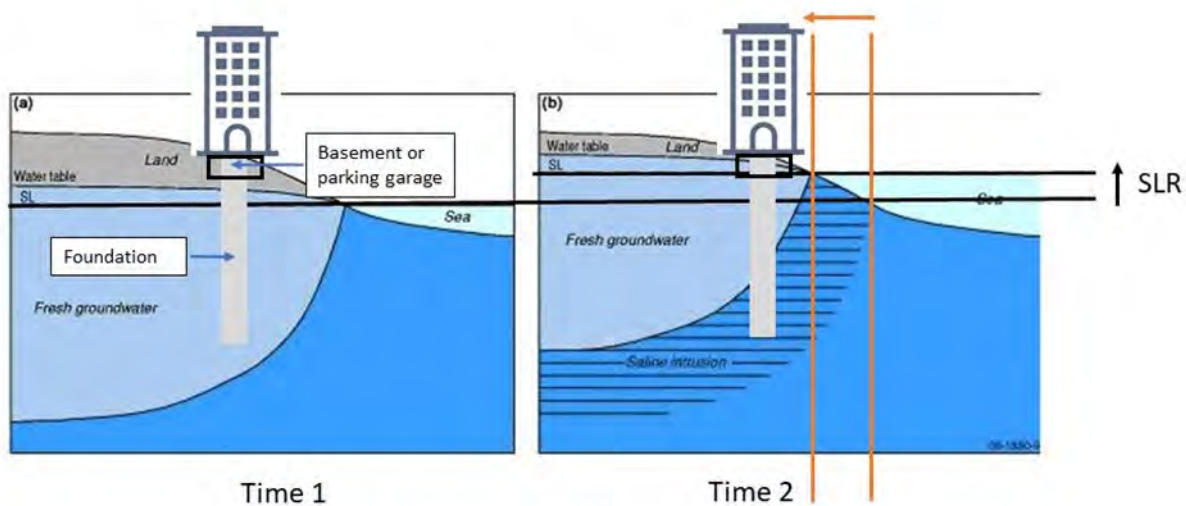 (a)
Land
Water table
SL
Basement or
parking garage
Sea
Foundation
Fresh groundwater
Time 1
(b)
Water table
Land
SL
SLR
Sea
Fresh groundwater
Saline intrusion
Time 2